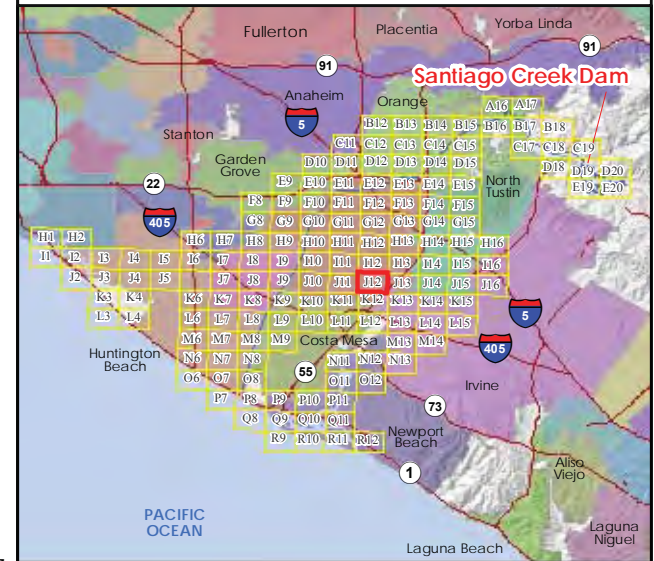 Fullerton
Placentia
Yorba Linda
91
91
Santiago Creek Dam
Anaheim
Orange
A16 A17
5
B12 B13 B14 B15 B16 B17 B18
Stanton
C11 C12 C13 C14 C15 C17 C18 C19
Garden
Grove
D10 D11 D12 D13 D14 D15 D18 D19 D20
22
E9 E10 E11 E12 E13 E14 E15 E19 E20
North
Tustin
F8 F9 F10 F11 F12 F13 F14 F15
405
G8 G9 G10 G11 G12 G13 G14 G15
H1 H2 H6 H7 H8 H9 H10 H11 H12 H13 H14 H15 H16
I1 I2 I3 I4 I5 I6 I7 I8 I9 I10 I11 I12 I13 I14 I15 I16
J2 J3 J4 J5 J7 J8 J9 J10 J11 J12 J13 J14 J15 J16
K3 K4 K6 K7 K8 K9 K10 K11 K12 K13 K14 K15
5
L3 L4 L6 L7 L8 L9 L10 L11 L12 L13 L14 L15
M6 M7 M8 M9 Costa Mesa M13 M14
405
Huntington
Beach
N6 N7 N8 N11 N12 N13
55
O6 O7 O8 O11 O12
Irvine
P7 P8 P9 P10 P11
73
Q8 Q9 Q10 Q11
Newport
Beach
R9 R10 R11 R12
1
Aliso
Viejo
PACIFIC
OCEAN
Laguna
Niguel
Laguna Beach